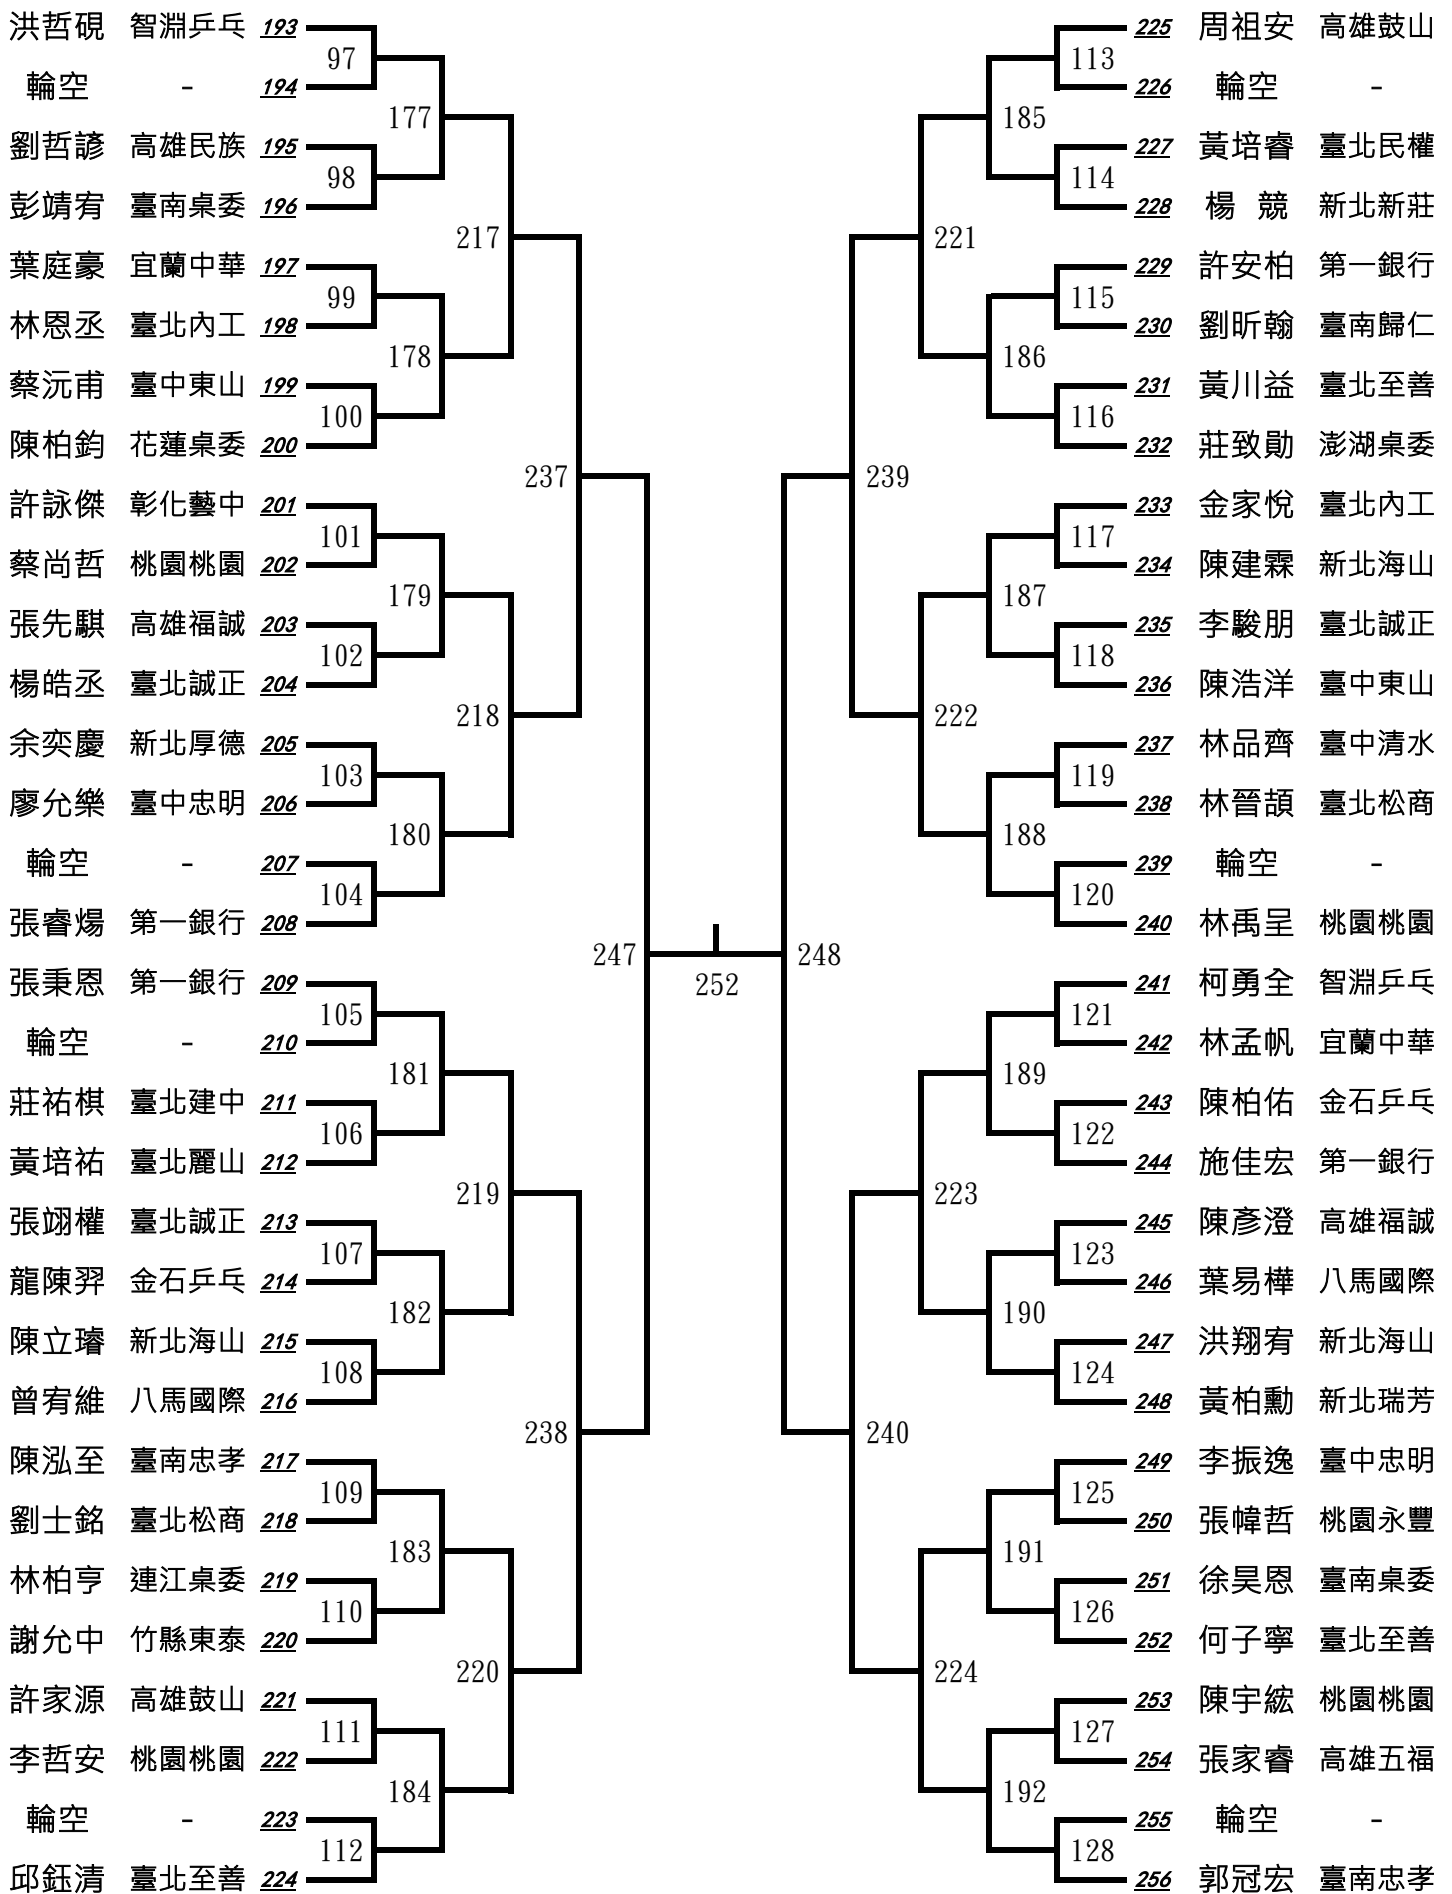 洪哲硯 智淵乒乓 193
97
輪空 - 194
177
劉哲諺 高雄民族 195
98
彭靖宥 臺南桌委 196
217
葉庭豪 宜蘭中華 197
99
林恩丞 臺北內工 198
178
蔡沅甫 臺中東山 199
100
陳柏鈞 花蓮桌委 200
237
許詠傑 彰化藝中 201
101
蔡尚哲 桃園桃園 202
179
張先騏 高雄福誠 203
102
楊皓丞 臺北誠正 204
218
余奕慶 新北厚德 205
103
廖允樂 臺中忠明 206
180
輪空 - 207
104
張睿煬 第一銀行 208
247
張秉恩 第一銀行 209
105
輪空 - 210
181
莊祐棋 臺北建中 211
106
黃培祐 臺北麗山 212
219
張翊權 臺北誠正 213
107
龍陳羿 金石乒乓 214
182
陳立璿 新北海山 215
108
曾宥維 八馬國際 216
238
陳泓至 臺南忠孝 217
109
劉士銘 臺北松商 218
183
林柏亨 連江桌委 219
110
謝允中 竹縣東泰 220
220
許家源 高雄鼓山 221
111
李哲安 桃園桃園 222
184
輪空 - 223
112
邱鈺清 臺北至善 224
252
225 周祖安 高雄鼓山
113
226 輪空 -
185
227 黃培睿 臺北民權
114
228 楊 競 新北新莊
221
229 許安柏 第一銀行
115
230 劉昕翰 臺南歸仁
186
231 黃川益 臺北至善
116
232 莊致勛 澎湖桌委
239
233 金家悅 臺北內工
117
234 陳建霖 新北海山
187
235 李駿朋 臺北誠正
118
236 陳浩洋 臺中東山
222
237 林品齊 臺中清水
119
238 林晉頡 臺北松商
188
239 輪空 -
120
240 林禹呈 桃園桃園
248
241 柯勇全 智淵乒乓
121
242 林孟帆 宜蘭中華
189
243 陳柏佑 金石乒乓
122
244 施佳宏 第一銀行
223
245 陳彥澄 高雄福誠
123
246 葉易樺 八馬國際
190
247 洪翔宥 新北海山
124
248 黃柏勳 新北瑞芳
240
249 李振逸 臺中忠明
125
250 張幃哲 桃園永豐
191
251 徐昊恩 臺南桌委
126
252 何子寧 臺北至善
224
253 陳宇綋 桃園桃園
127
254 張家睿 高雄五福
192
255 輪空 -
128
256 郭冠宏 臺南忠孝